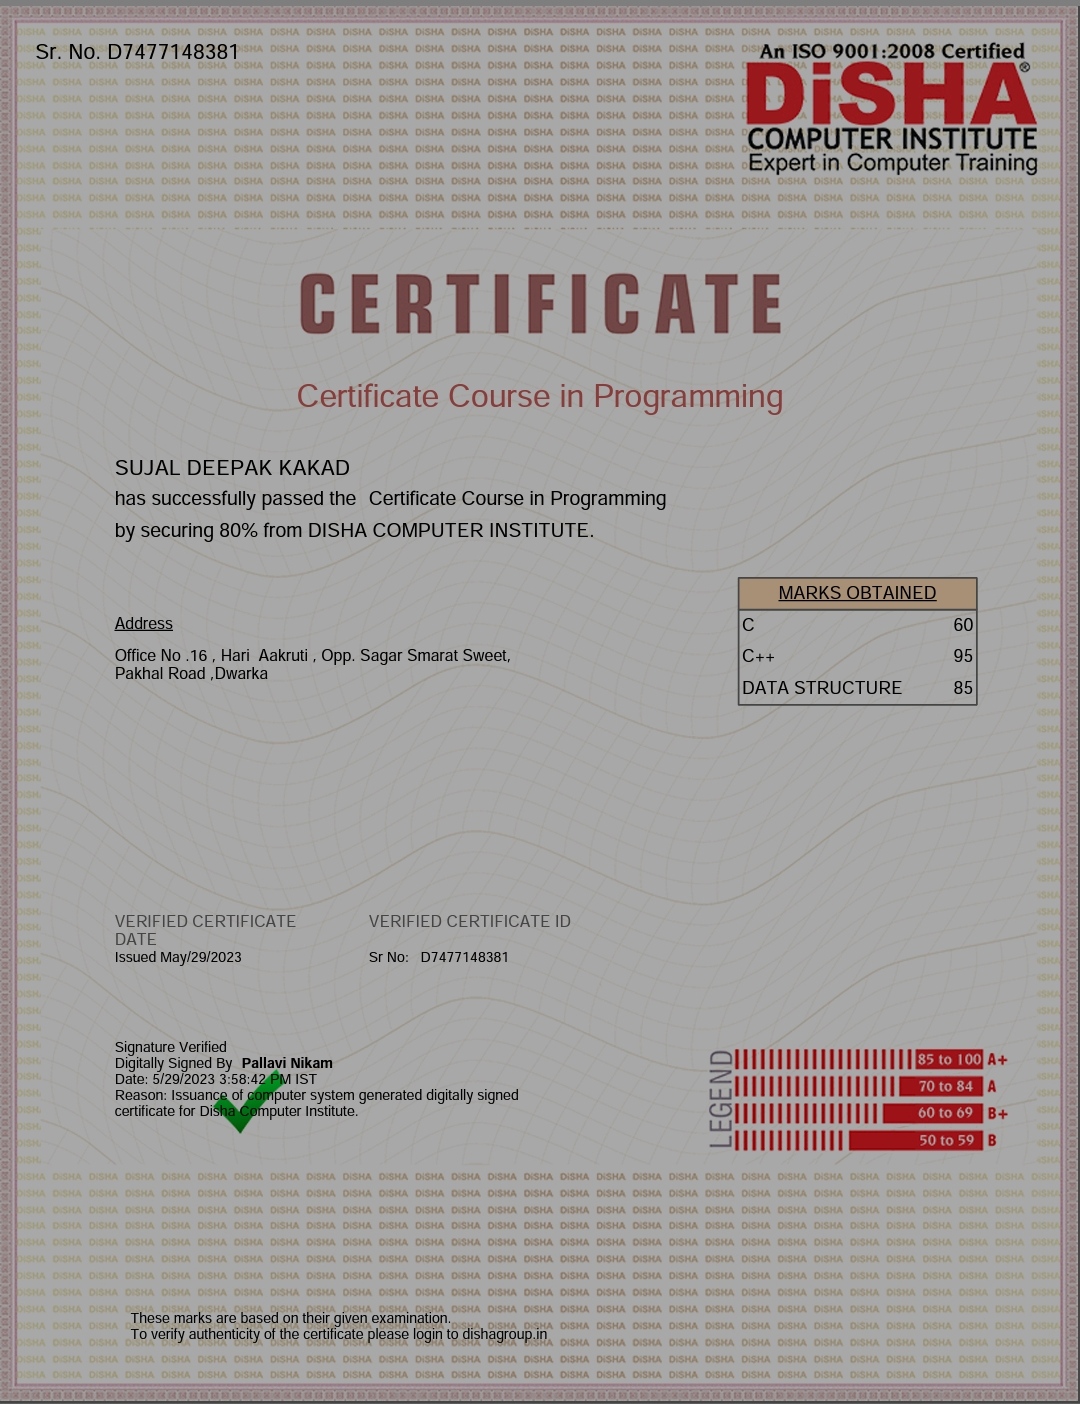 Sr. No. D7477148381
An ISO 9001:2008 Certified
DiSHA®
COMPUTER INSTITUTE
Expert in Computer Training
CERTIFICATE
Certificate Course in Programming
SUJAL DEEPAK KAKAD
has successfully passed the Certificate Course in Programming
by securing 80% from DISHA COMPUTER INSTITUTE.
MARKS OBTAINED
C 60
C++ 95
DATA STRUCTURE 85
Address
Office No .16 , Hari Aakruti , Opp. Sagar Smarat Sweet,
Pakhal Road ,Dwarka
VERIFIED CERTIFICATE
DATE
Issued May/29/2023
VERIFIED CERTIFICATE ID
Sr No: D7477148381
Signature Verified
Digitally Signed By Pallavi Nikam
Date: 5/29/2023 3:58:42 PM IST
Reason: Issuance of computer system generated digitally signed
certificate for Disha Computer Institute.
LEGEND
85 to 100 A+
70 to 84 A
60 to 69 B+
50 to 59 B
These marks are based on their given examination.
To verify authenticity of the certificate please login to dishagroup.in